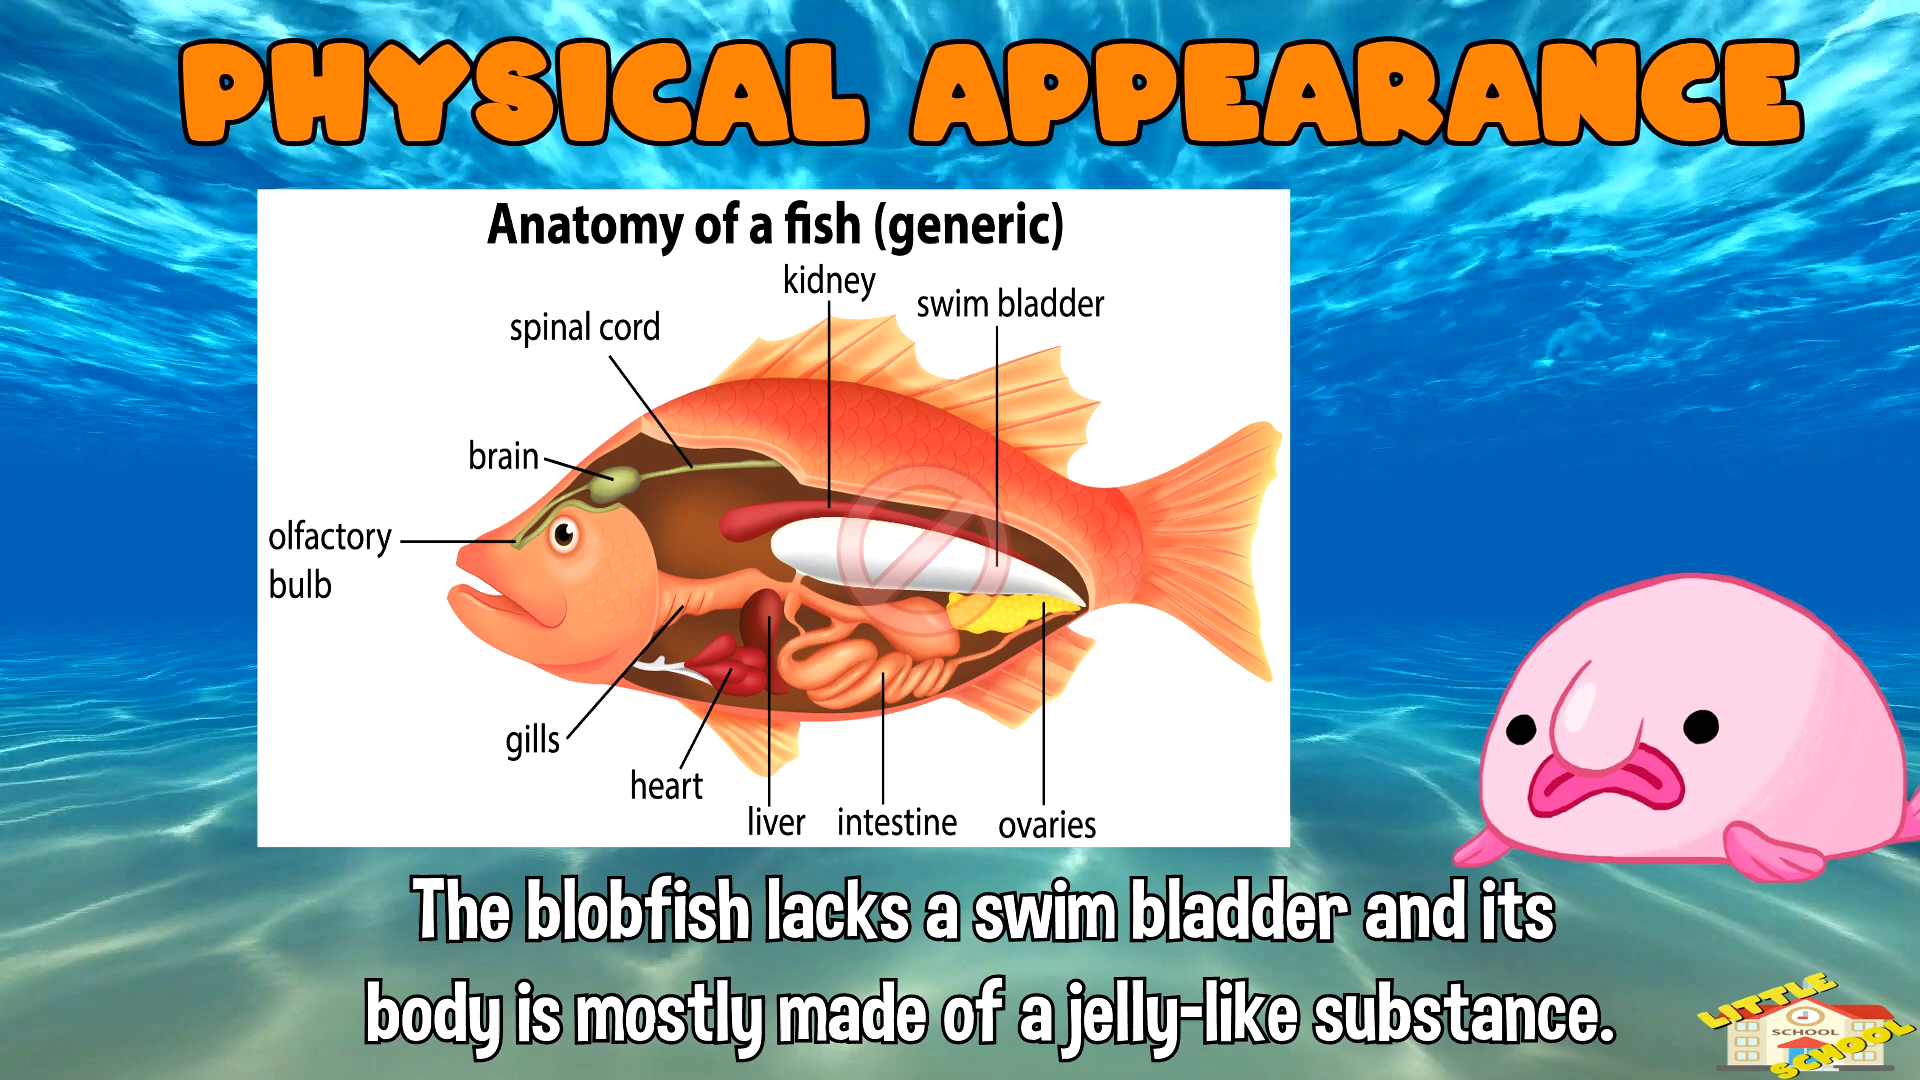 PHYSICAL APPEARANCE
Anatomy of a fish (generic)
kidney
swim bladder
spinal cord
brain
olfactory
bulb
gills
heart
liver
intestine
ovaries
The blobfish lacks a swim bladder and its
body is mostly made of a jelly-like substance.
LITTLE
SCHOOL
SCHOOL